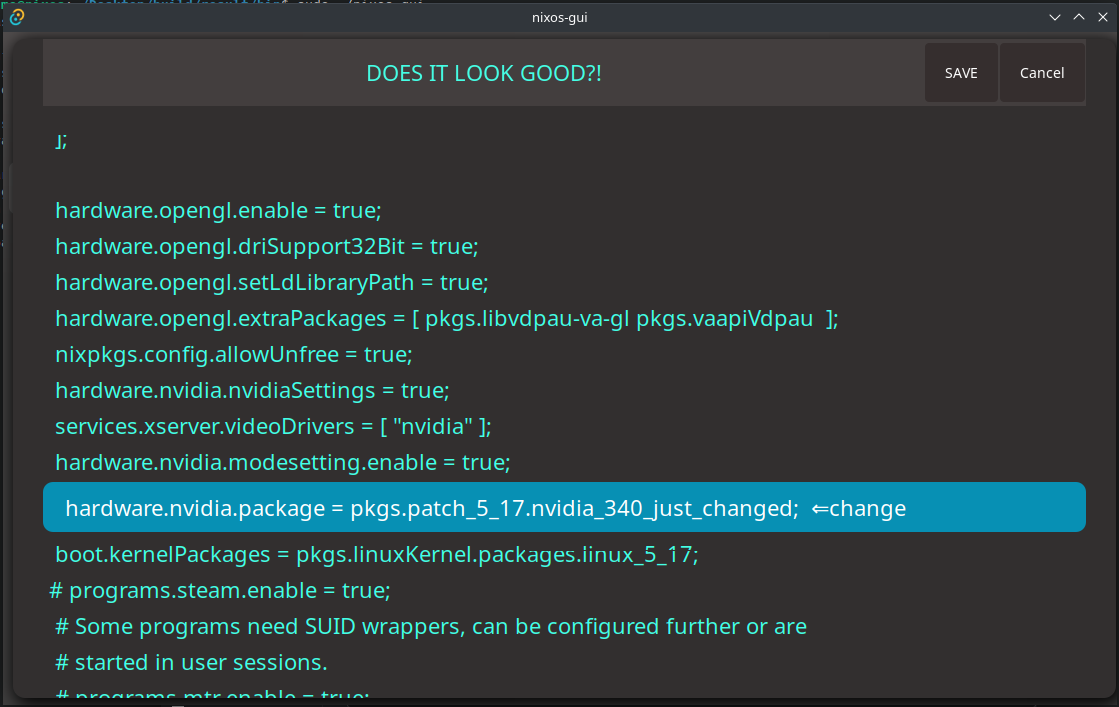 nixos-gui
DOES IT LOOK GOOD?!
SAVE
Cancel
];
hardware.opengl.enable = true;
hardware.opengl.driSupport32Bit = true;
hardware.opengl.setLdLibraryPath = true;
hardware.opengl.extraPackages = [ pkgs.libvdpau-va-gl pkgs.vaapiVdpau  ];
nixpkgs.config.allowUnfree = true;
hardware.nvidia.nvidiaSettings = true;
services.xserver.videoDrivers = [ "nvidia" ];
hardware.nvidia.modesetting.enable = true;
hardware.nvidia.package = pkgs.patch_5_17.nvidia_340_just_changed;  ⇐change
boot.kernelPackages = pkgs.linuxKernel.packages.linux_5_17;
# programs.steam.enable = true;
# Some programs need SUID wrappers, can be configured further or are
# started in user sessions.
# programs.mtr.enable = true;